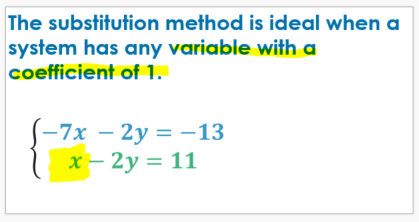 The substitution method is ideal when a
system has any variable with a
coefficient of 1.
−7x − 2y = −13
x − 2y = 11